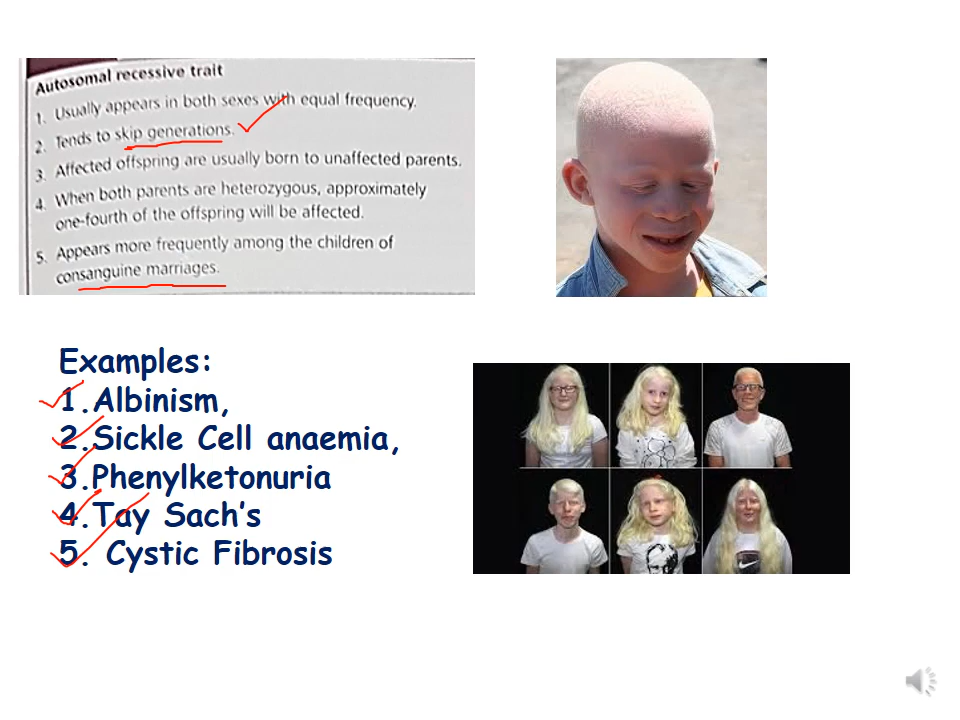 Autosomal recessive trait
1. Usually appears in both sexes with equal frequency.
2. Tends to skip generations.
3. Affected offspring are usually born to unaffected parents.
4. When both parents are heterozygous, approximately
one-fourth of the offspring will be affected.
5. Appears more frequently among the children of
consanguine marriages.
Examples:
1.Albinism,
2.Sickle Cell anaemia,
3.Phenylketonuria
4.Tay Sach’s
5. Cystic Fibrosis